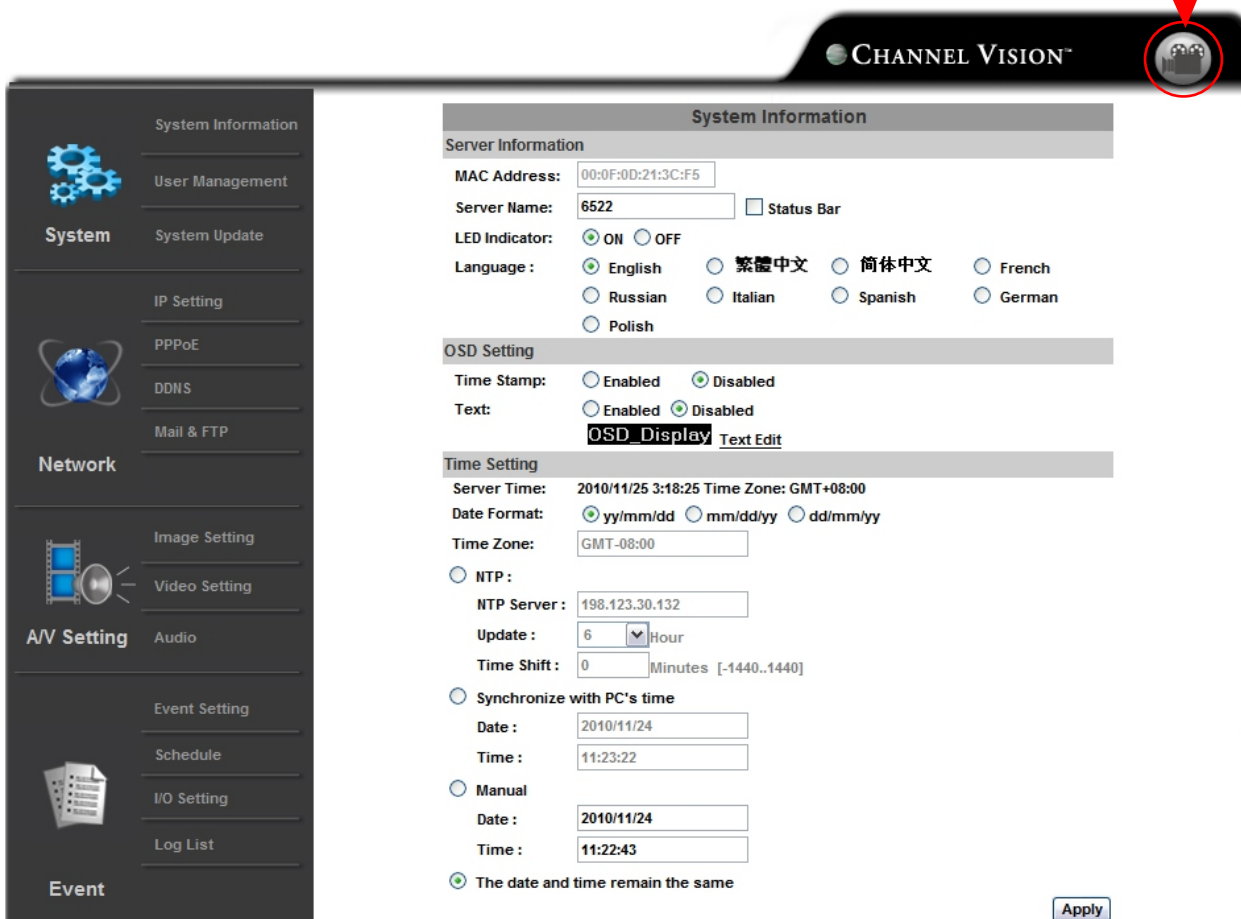 CHANNEL VISION™
System Information
User Management
System
System Update
IP Setting
PPPoE
DDNS
Mail & FTP
Network
Image Setting
Video Setting
A/V Setting
Audio
Event Setting
Schedule
I/O Setting
Log List
Event
System Information
Server Information
MAC Address: 00:0F:0D:21:3C:F5
Server Name: 6522 Status Bar
LED Indicator: ON OFF
Language : English 繁體中文 简体中文 French
Russian Italian Spanish German
Polish
OSD Setting
Time Stamp: Enabled Disabled
Text: Enabled Disabled
OSD_Display Text Edit
Time Setting
Server Time: 2010/11/25 3:18:25 Time Zone: GMT+08:00
Date Format: yy/mm/dd mm/dd/yy dd/mm/yy
Time Zone: GMT-08:00
NTP :
NTP Server : 198.123.30.132
Update : 6 Hour
Time Shift : 0 Minutes [-1440..1440]
Synchronize with PC's time
Date : 2010/11/24
Time : 11:23:22
Manual
Date : 2010/11/24
Time : 11:22:43
The date and time remain the same
Apply